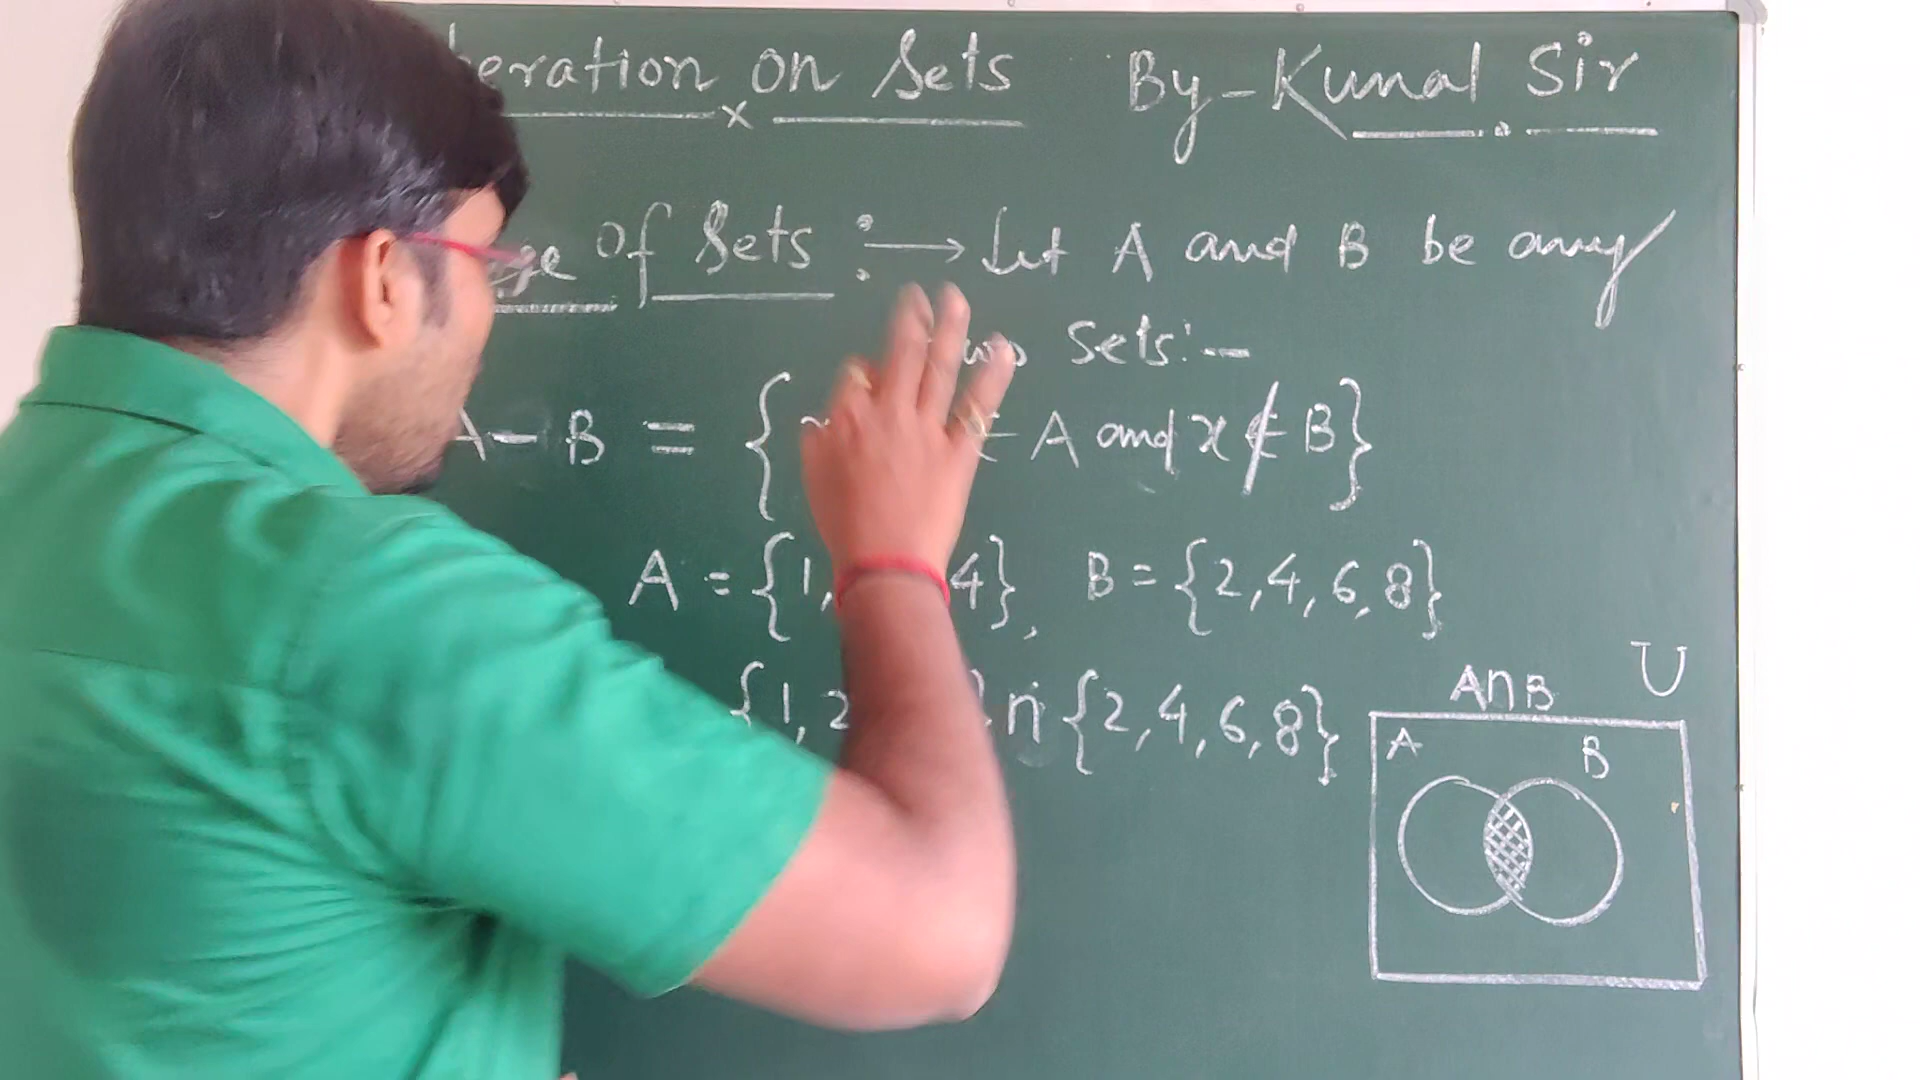 eration on Sets By-Kunal Sir
of Sets :→ Let A and B be any
Sets:-
A - B = { A and x ∉ B}
A = {1, 4}, B = {2,4,6,8}
{1,2 } ∩ {2,4,6,8}
A∩B U
A B